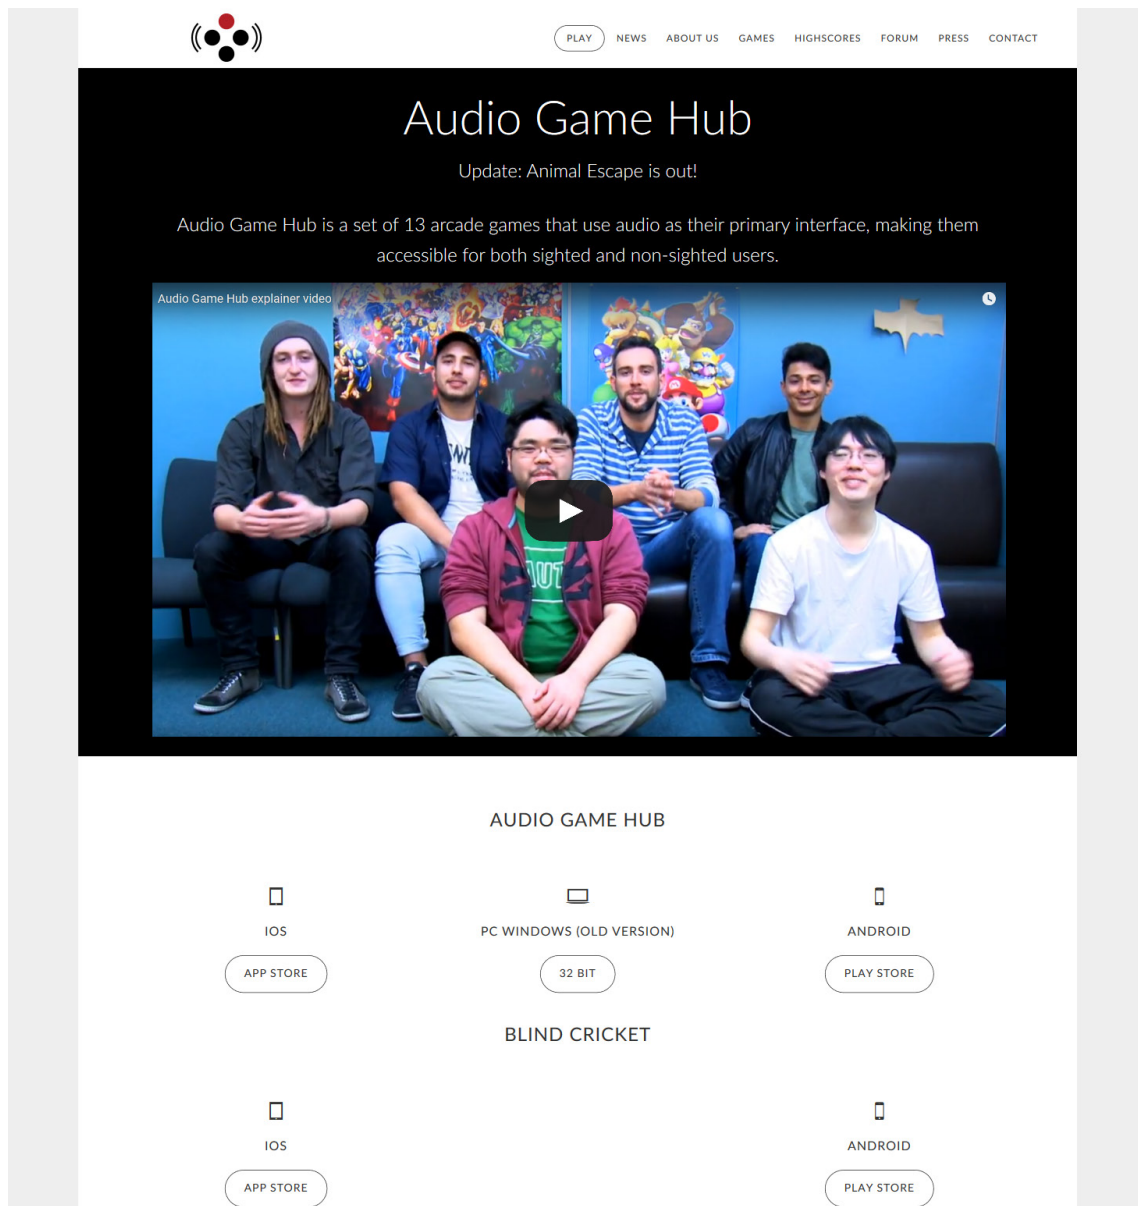 PLAY NEWS ABOUT US GAMES HIGHSCORES FORUM PRESS CONTACT
Audio Game Hub
Update: Animal Escape is out!
Audio Game Hub is a set of 13 arcade games that use audio as their primary interface, making them
accessible for both sighted and non-sighted users.
Audio Game Hub explainer video
AUDIO GAME HUB
IOS PC WINDOWS (OLD VERSION) ANDROID
APP STORE 32 BIT PLAY STORE
BLIND CRICKET
IOS ANDROID
APP STORE PLAY STORE